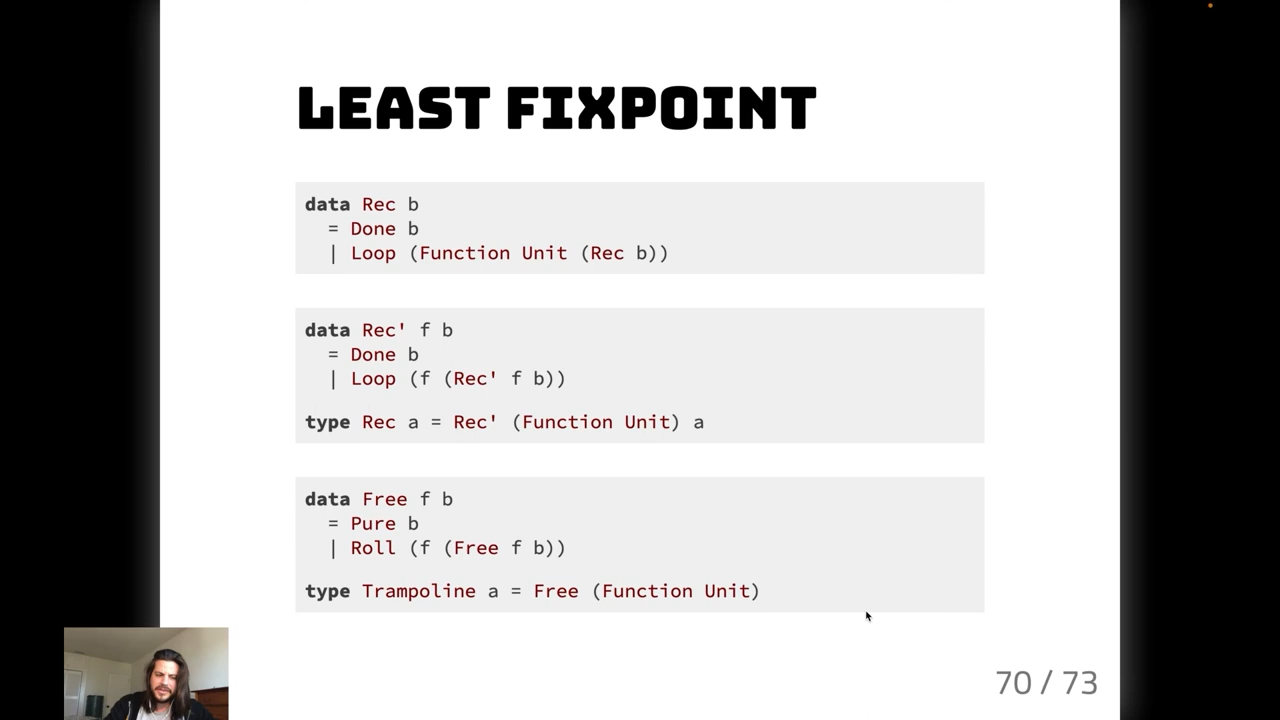 LEAST FIXPOINT
data Rec b
= Done b
| Loop (Function Unit (Rec b))
data Rec' f b
= Done b
| Loop (f (Rec' f b))
type Rec a = Rec' (Function Unit) a
data Free f b
= Pure b
| Roll (f (Free f b))
type Trampoline a = Free (Function Unit)
70 / 73